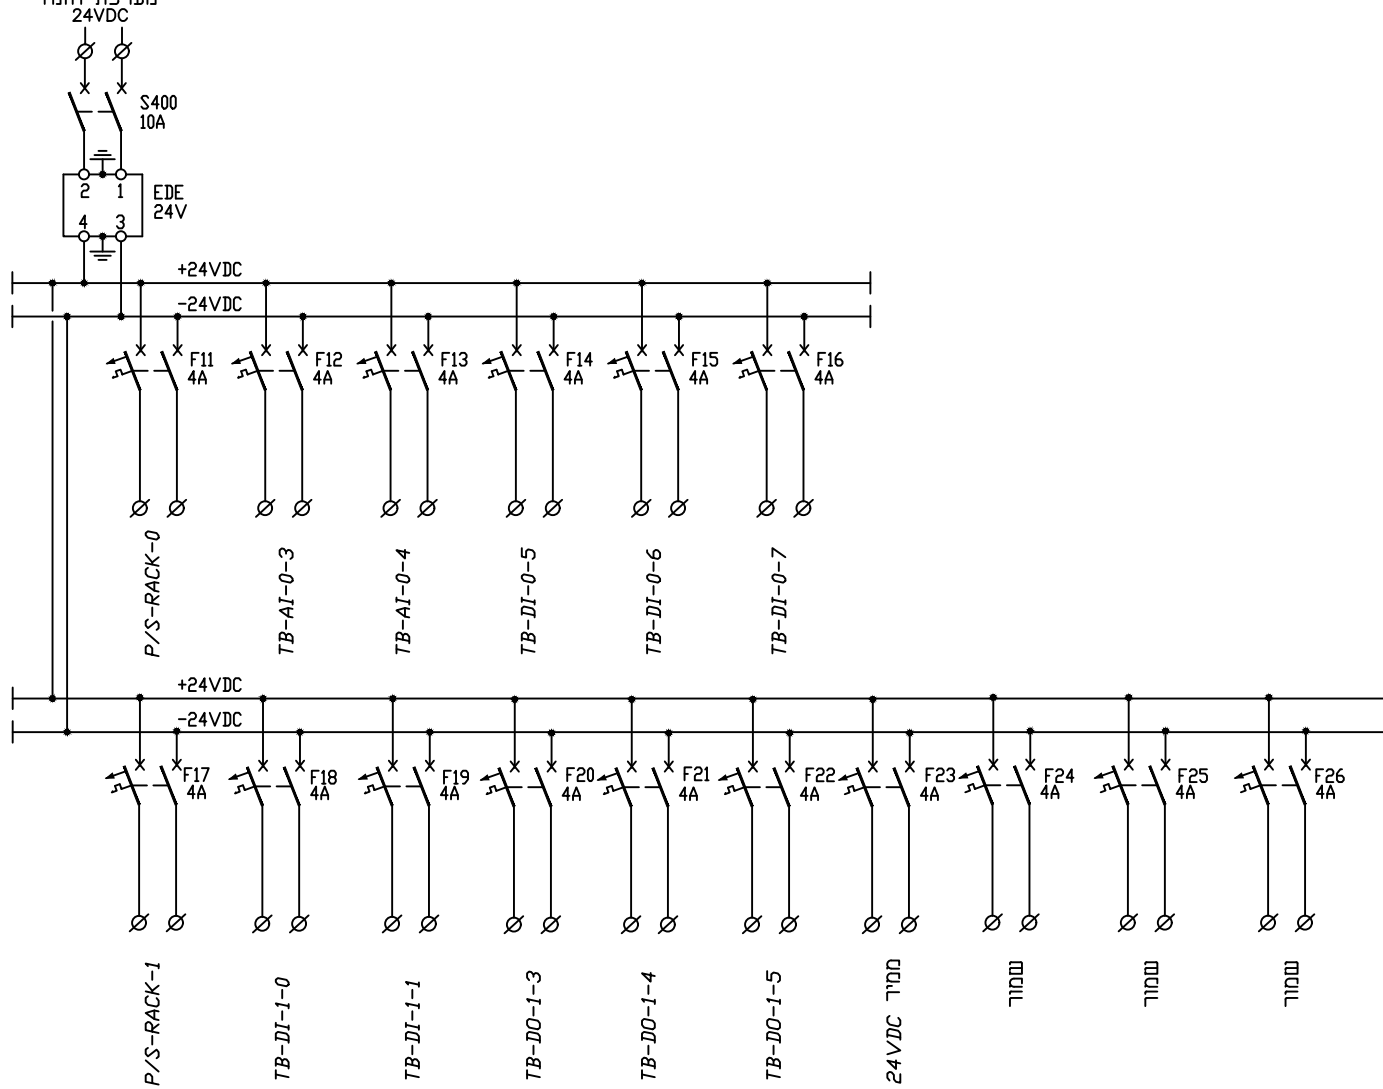 24VDC
S400
10A
2 1
EDE
24V
4 3
+24VDC
-24VDC
F11
4A
F12
4A
F13
4A
F14
4A
F15
4A
F16
4A
P/S-RACK-0
TB-AI-0-3
TB-AI-0-4
TB-DI-0-5
TB-DI-0-6
TB-DI-0-7
+24VDC
-24VDC
F17
4A
F18
4A
F19
4A
F20
4A
F21
4A
F22
4A
F23
4A
F24
4A
F25
4A
F26
4A
P/S-RACK-1
TB-DI-1-0
TB-DI-1-1
TB-DO-1-3
TB-DO-1-4
TB-DO-1-5
24VDC ממיר
שמור
שמור
שמור